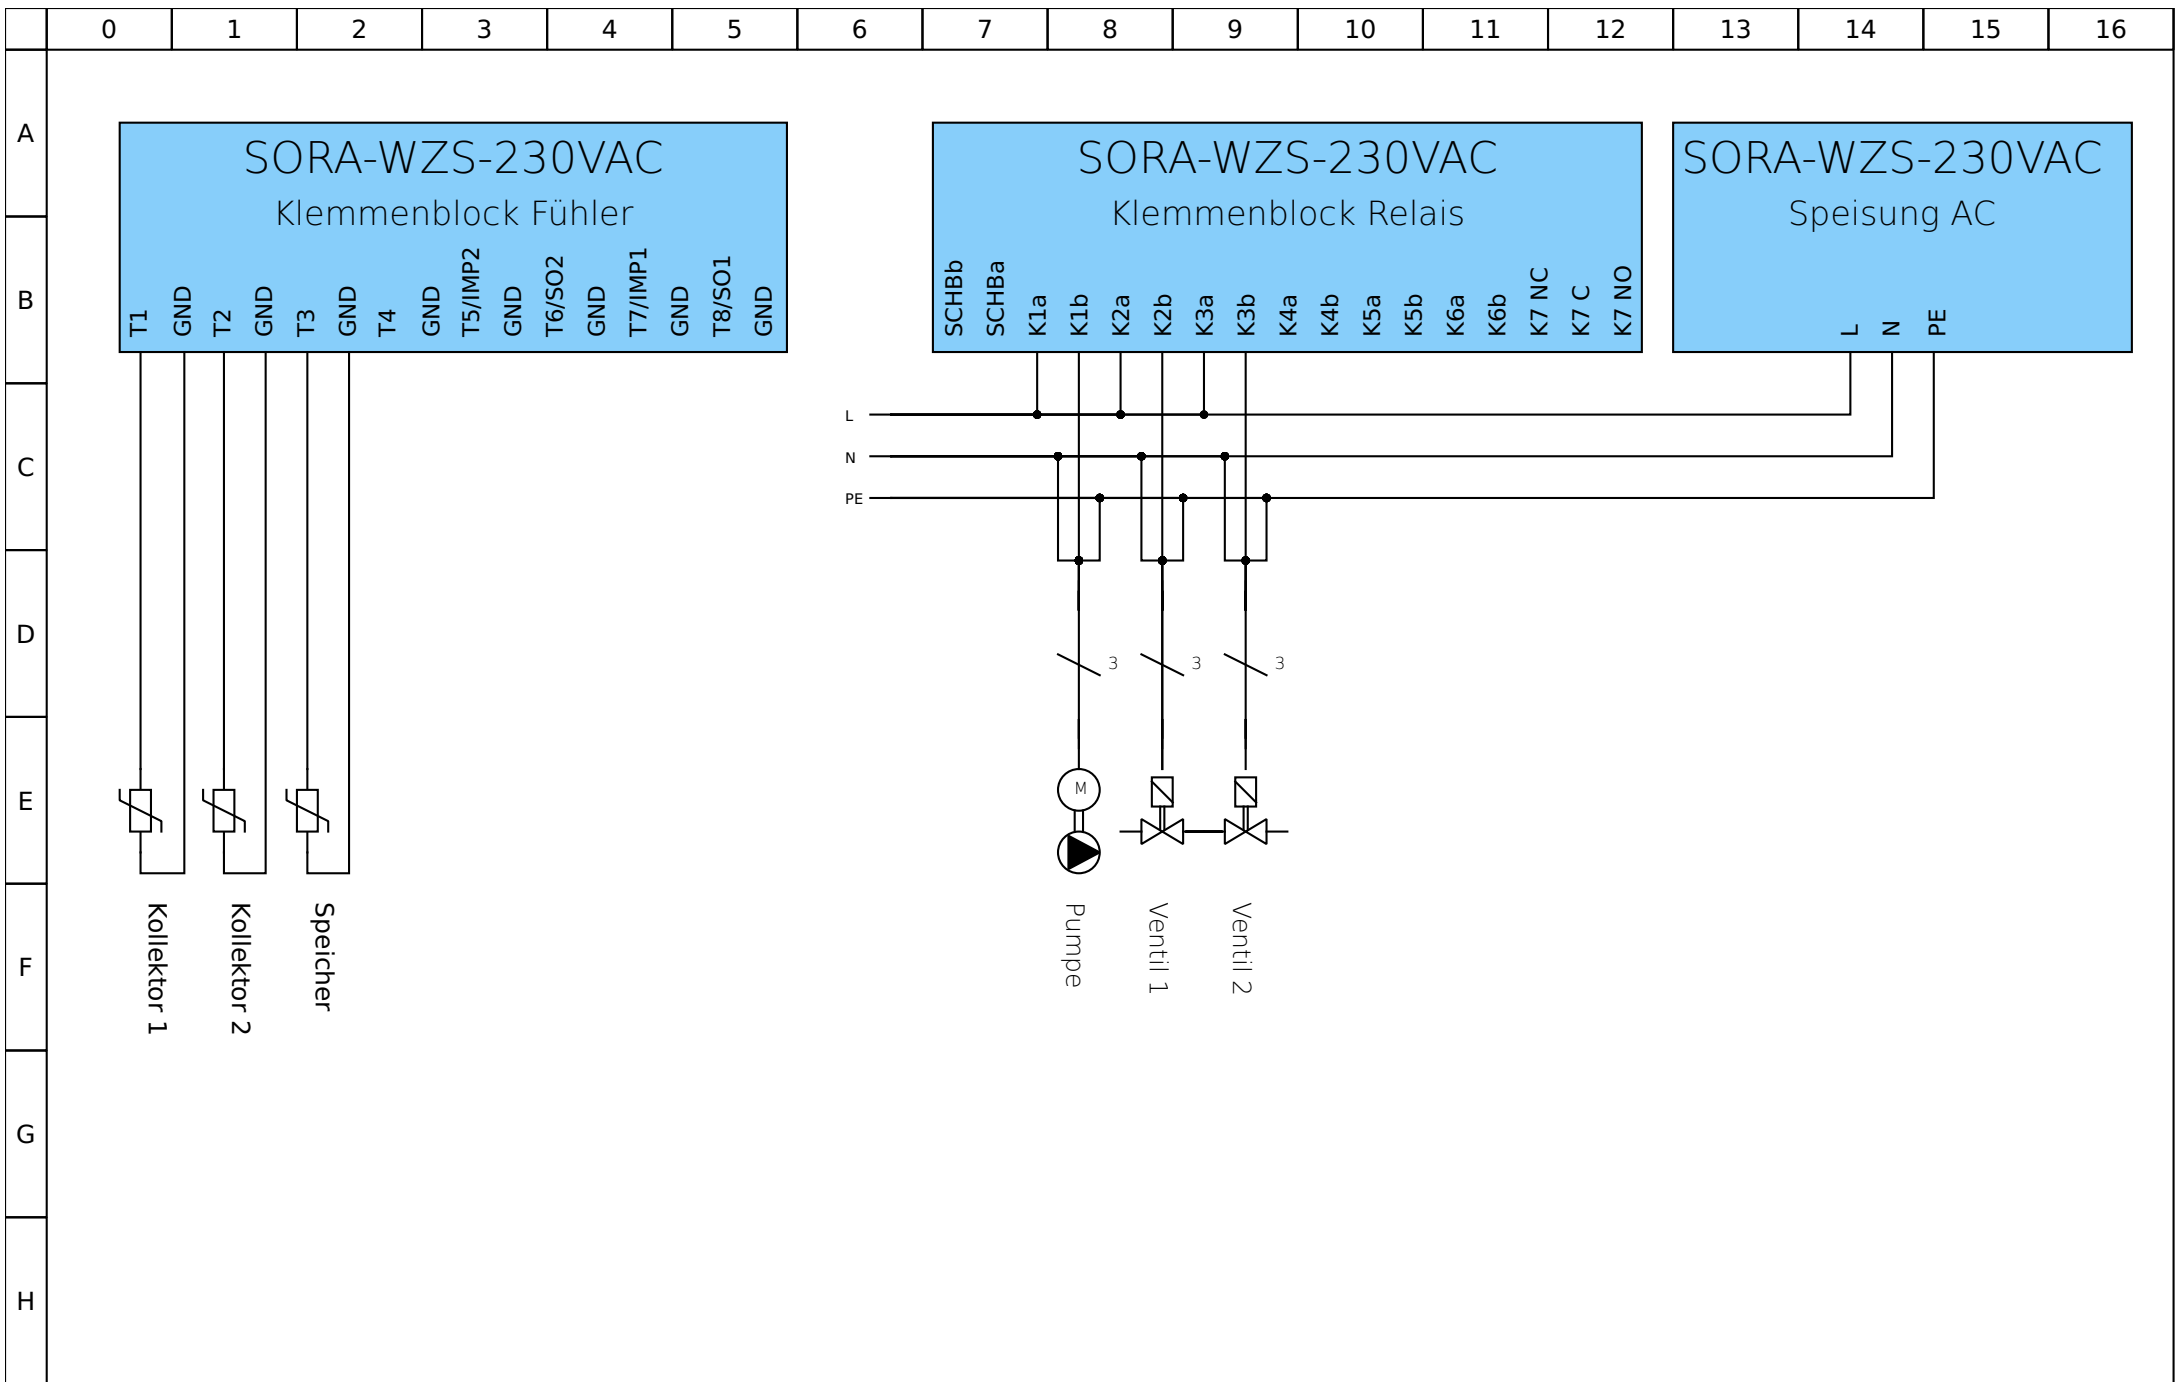 0 1 2 3 4 5 6 7 8 9 10 11 12 13 14 15 16
A
B
C
D
E
F
G
H
SORA-WZS-230VAC
Klemmenblock Fühler
T1 GND T2 GND T3 GND T4 GND T5/IMP2 GND T6/SO2 GND T7/IMP1 GND T8/SO1 GND
SORA-WZS-230VAC
Klemmenblock Relais
SCHBb SCHBa K1a K1b K2a K2b K3a K3b K4a K4b K5a K5b K6a K6b K7 NC K7 C K7 NO
SORA-WZS-230VAC
Speisung AC
L N PE
L
N
PE
3 3 3
M
Kollektor 1
Kollektor 2
Speicher
Pumpe
Ventil 1
Ventil 2